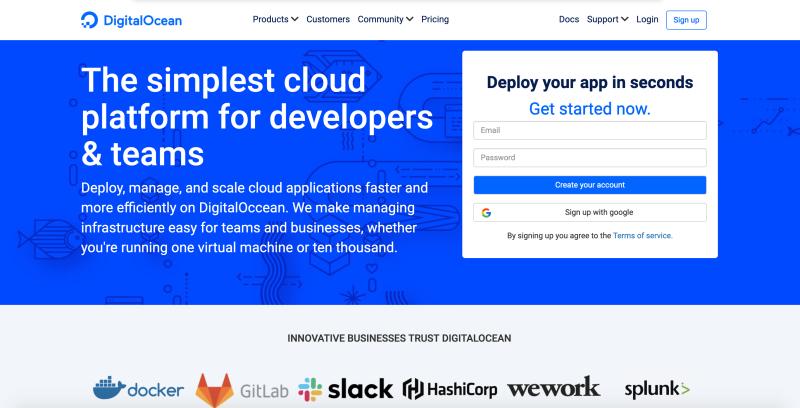 DigitalOcean
Products Customers Community Pricing
Docs Support Login Sign up
The simplest cloud
platform for developers
& teams
Deploy, manage, and scale cloud applications faster and
more efficiently on DigitalOccean. We make managing
infrastructure easy for teams and businesses, whether
you're running one virtual machine or ten thousand.
Deploy your app in seconds
Get started now.
Email
Password
Create your account
Sign up with google
By signing up you agree to the Terms of service.
INNOVATIVE BUSINESSES TRUST DIGITALOCEAN
docker GitLab slack HashiCorp wework splunk>